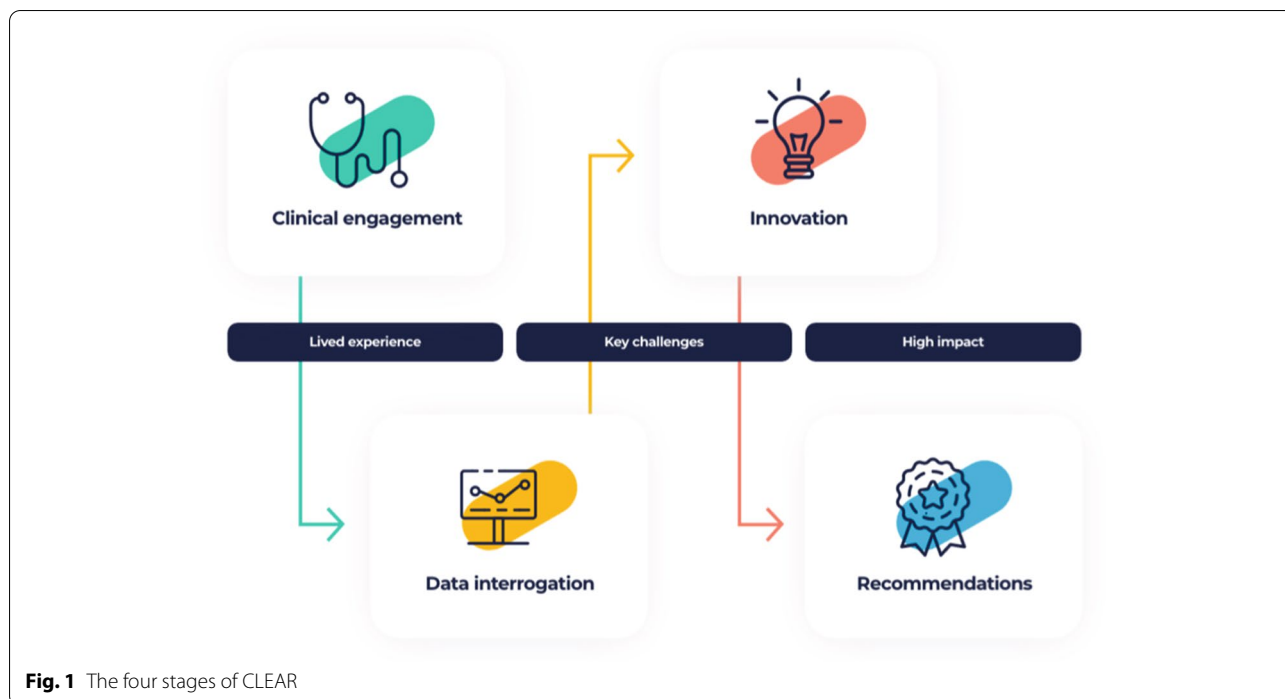 Clinical engagement
Innovation
Lived experience
Key challenges
High impact
Data interrogation
Recommendations
Fig. 1 The four stages of CLEAR